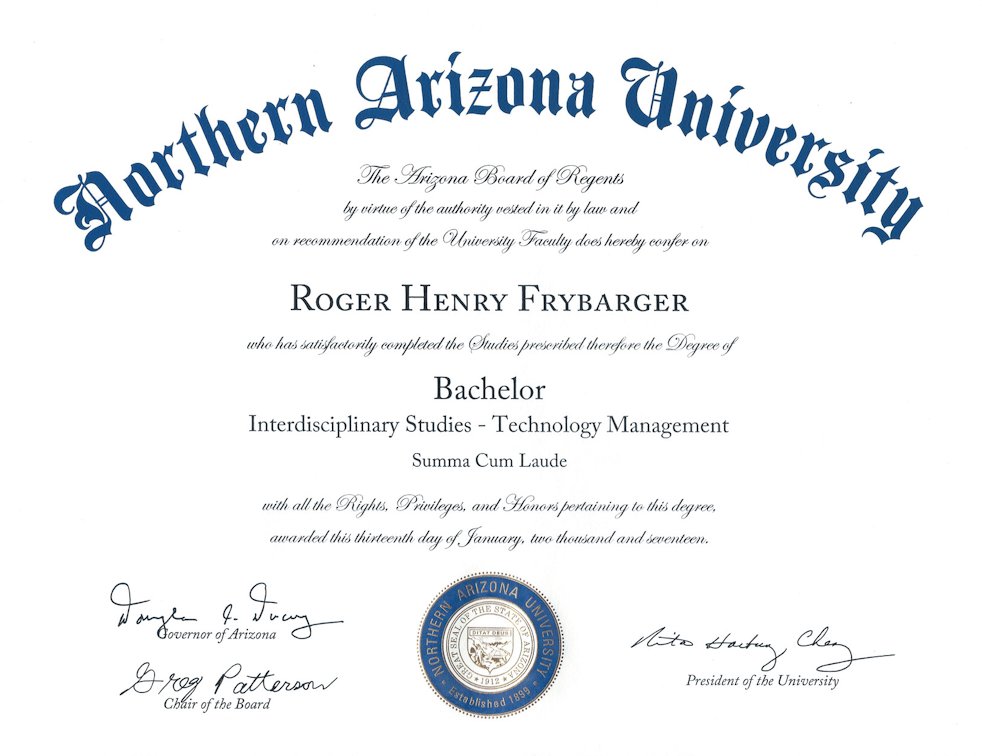 Northern Arizona University
The Arizona Board of Regents
by virtue of the authority vested in it by law and
on recommendation of the University Faculty does hereby confer on
Roger Henry Frybarger
who has satisfactorily completed the Studies prescribed therefore the Degree of
Bachelor
Interdisciplinary Studies - Technology Management
Summa Cum Laude
with all the Rights, Privileges, and Honors pertaining to this degree,
awarded this thirteenth day of January, two thousand and seventeen.
Governor of Arizona
Greg Patterson
Chair of the Board
NORTHERN ARIZONA UNIVERSITY
GREAT SEAL OF THE STATE OF ARIZONA
DITAT DEUS
1912
Established 1899
President of the University